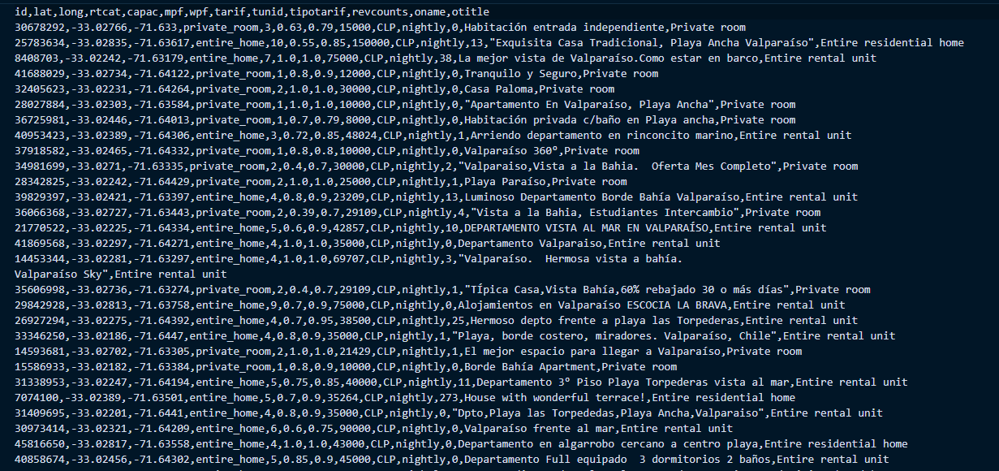 id,lat,long,rtcat,capac,mpf,wpf,tarif,tunid,tipotarif,revcounts,oname,otitle
30678292,-33.02766,-71.633,private_room,3,0.63,0.79,15000,CLP,nightly,0,Habitación entrada independiente,Private room
25783634,-33.02835,-71.63617,entire_home,10,0.55,0.85,150000,CLP,nightly,13,"Exquisita Casa Tradicional, Playa Ancha Valparaíso",Entire residential home
8408703,-33.02242,-71.63179,entire_home,7,1.0,1.0,75000,CLP,nightly,38,La mejor vista de Valparaíso.Como estar en barco,Entire rental unit
41688029,-33.02734,-71.64122,private_room,1,0.8,0.9,12000,CLP,nightly,0,Tranquilo y Seguro,Private room
32405623,-33.02231,-71.64264,private_room,2,1.0,1.0,30000,CLP,nightly,0,Casa Paloma,Private room
28027884,-33.02303,-71.63584,private_room,1,1.0,1.0,10000,CLP,nightly,0,"Apartamento En Valparaíso, Playa Ancha",Private room
36725981,-33.02446,-71.64013,private_room,1,0.7,0.79,8000,CLP,nightly,0,Habitación privada c/baño en Playa ancha,Private room
40953423,-33.02389,-71.64306,entire_home,3,0.72,0.85,48024,CLP,nightly,1,Arriendo departamento en rinconcito marino,Entire rental unit
37918582,-33.02465,-71.64332,private_room,1,0.8,0.8,10000,CLP,nightly,0,Valparaíso 360º,Private room
34981699,-33.0271,-71.63335,private_room,2,0.4,0.7,30000,CLP,nightly,2,"Valparaiso,Vista a la Bahia.  Oferta Mes Completo",Private room
28342825,-33.02242,-71.64429,private_room,2,1.0,1.0,25000,CLP,nightly,1,Playa Paraíso,Private room
39829397,-33.02421,-71.63397,entire_home,4,0.8,0.9,23209,CLP,nightly,13,Luminoso Departamento Borde Bahía Valparaíso,Entire rental unit
36066368,-33.02727,-71.63443,private_room,2,0.39,0.7,29109,CLP,nightly,4,"Vista a la Bahia, Estudiantes Intercambio",Private room
21770522,-33.02225,-71.64334,entire_home,5,0.6,0.9,42857,CLP,nightly,10,DEPARTAMENTO VISTA AL MAR EN VALPARAÍSO,Entire rental unit
41869568,-33.02297,-71.64271,entire_home,4,1.0,1.0,35000,CLP,nightly,0,Departamento Valparaiso,Entire rental unit
14453344,-33.02281,-71.63297,entire_home,4,1.0,1.0,69707,CLP,nightly,3,"Valparaíso.  Hermosa vista a bahía.
Valparaíso Sky",Entire rental unit
35606998,-33.02736,-71.63274,private_room,2,0.4,0.7,29109,CLP,nightly,1,"TÍpica Casa,Vista Bahía,60% rebajado 30 o más días",Private room
29842928,-33.02813,-71.63758,entire_home,9,0.7,0.9,75000,CLP,nightly,0,Alojamientos en Valparaíso ESCOCIA LA BRAVA,Entire rental unit
26927294,-33.02275,-71.64392,entire_home,4,0.7,0.95,38500,CLP,nightly,25,Hermoso depto frente a playa las Torpederas,Entire rental unit
33346250,-33.02186,-71.6447,entire_home,4,0.8,0.9,35000,CLP,nightly,1,"Playa, borde costero, miradores. Valparaíso, Chile",Entire rental unit
14593681,-33.02702,-71.63305,private_room,2,1.0,1.0,21429,CLP,nightly,1,El mejor espacio para llegar a Valparaíso,Private room
15586933,-33.02182,-71.63384,private_room,1,0.8,0.9,10000,CLP,nightly,0,Borde Bahía Apartment,Private room
31338953,-33.02247,-71.64194,entire_home,5,0.75,0.85,40000,CLP,nightly,11,Departamento 3º Piso Playa Torpederas vista al mar,Entire rental unit
7074100,-33.02389,-71.63501,entire_home,5,0.7,0.9,35264,CLP,nightly,273,House with wonderful terrace!,Entire residential home
31409695,-33.02201,-71.6441,entire_home,4,0.8,0.9,35000,CLP,nightly,0,"Dpto,Playa las Torpededas,Playa Ancha,Valparaiso",Entire rental unit
30973414,-33.02321,-71.64209,entire_home,6,0.6,0.75,90000,CLP,nightly,0,Valparaíso frente al mar,Entire rental unit
45816650,-33.02817,-71.63558,entire_home,4,1.0,1.0,43000,CLP,nightly,0,Departamento en algarrobo cercano a centro playa,Entire residential home
40858674,-33.02456,-71.64302,entire_home,5,0.85,0.9,45000,CLP,nightly,0,Departamento Full equipado  3 dormitorios 2 baños,Entire rental unit